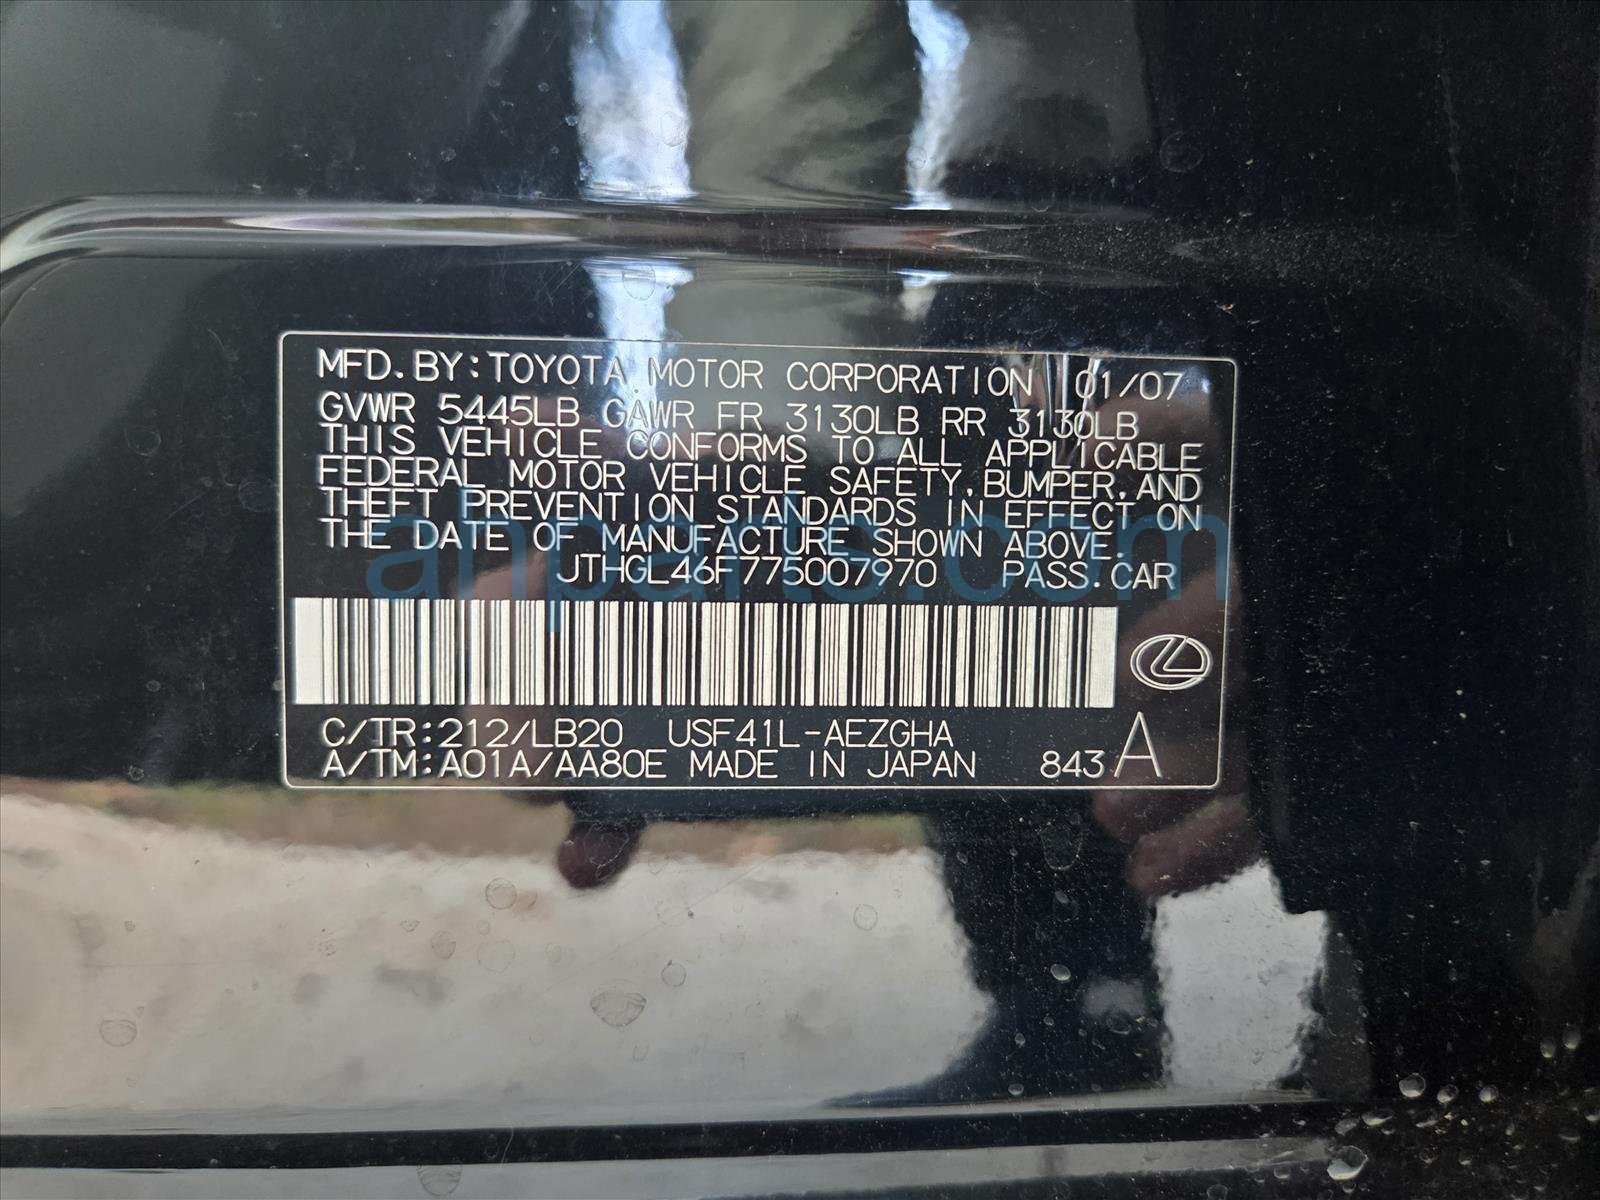 MFD. BY: TOYOTA MOTOR CORPORATION 01/07
GVWR 5445LB GAWR FR 3130LB RR 3130LB
THIS VEHICLE CONFORMS TO ALL APPLICABLE
FEDERAL MOTOR VEHICLE SAFETY, BUMPER, AND
THEFT PREVENTION STANDARDS IN EFFECT ON
THE DATE OF MANUFACTURE SHOWN ABOVE.
ahparts.com
JTHGL46F775007970 PASS. CAR
C/TR: 212/LB20 USF41L-AEZGHA
A/TM: A01A/AA80E MADE IN JAPAN 843 A